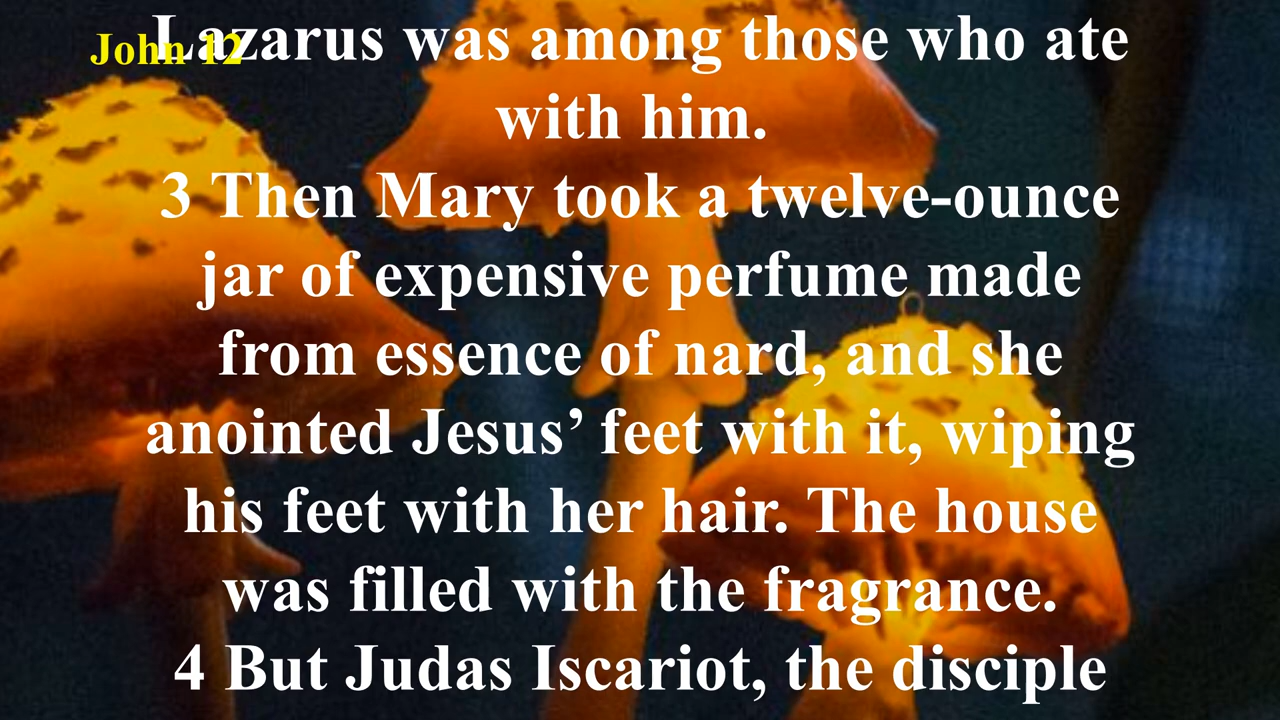 John 12
Lazarus was among those who ate
with him.
3 Then Mary took a twelve-ounce
jar of expensive perfume made
from essence of nard, and she
anointed Jesus’ feet with it, wiping
his feet with her hair. The house
was filled with the fragrance.
4 But Judas Iscariot, the disciple